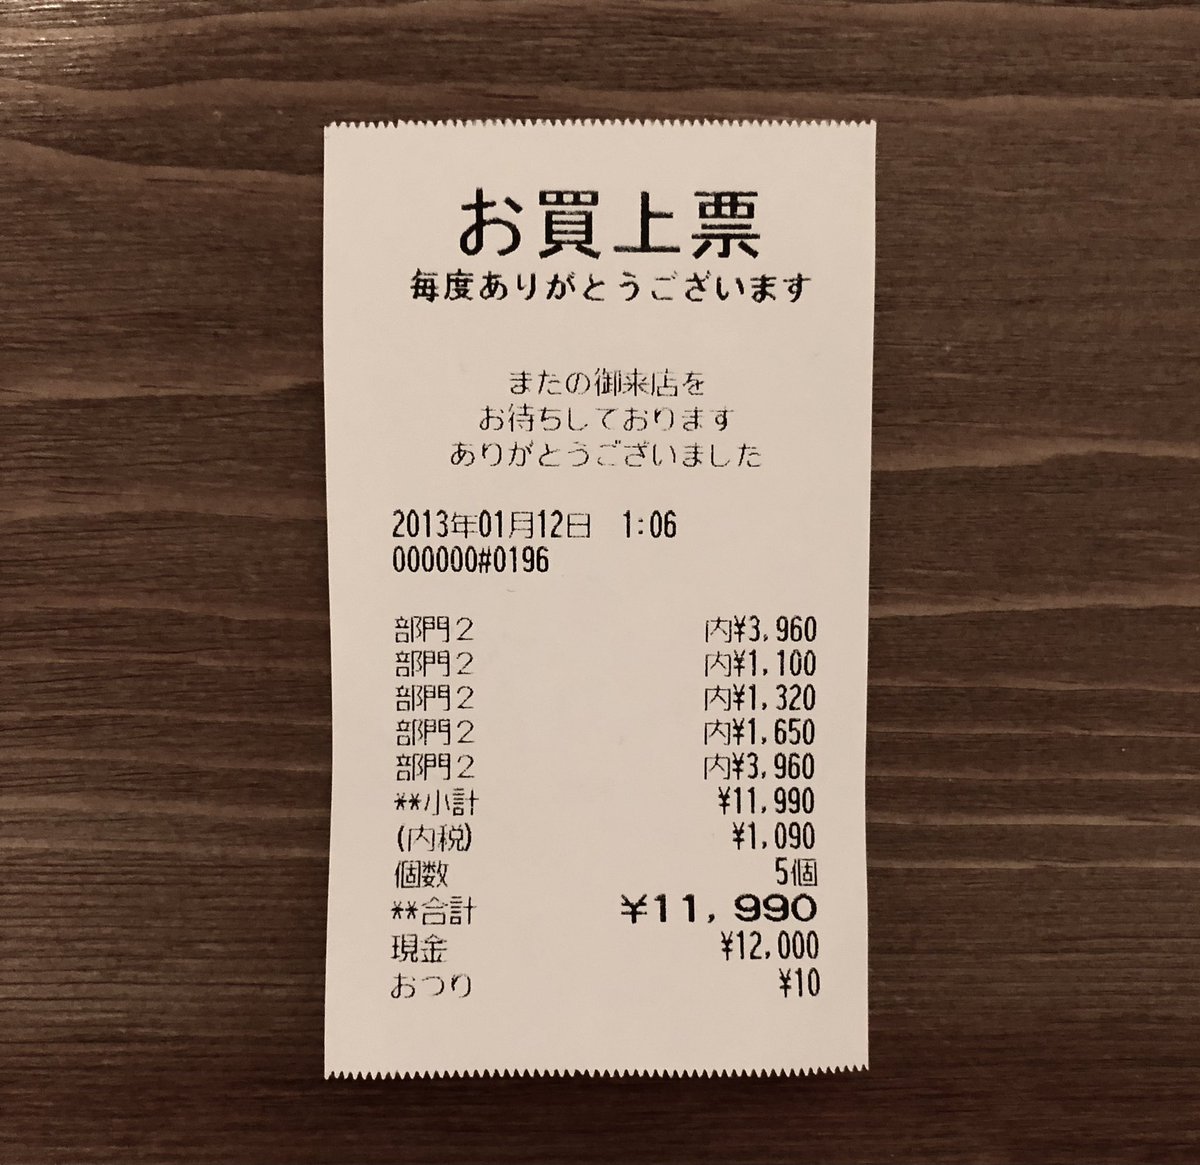 お買上票
毎度ありがとうございます
またの御来店を
お待ちしております
ありがとうございました
2013年01月12日 1:06
000000#0196
部門2 内¥3,960
部門2 内¥1,100
部門2 内¥1,320
部門2 内¥1,650
部門2 内¥3,960
**小計 ¥11,990
(内税) ¥1,090
個数 5個
**合計 ¥11,990
現金 ¥12,000
おつり ¥10